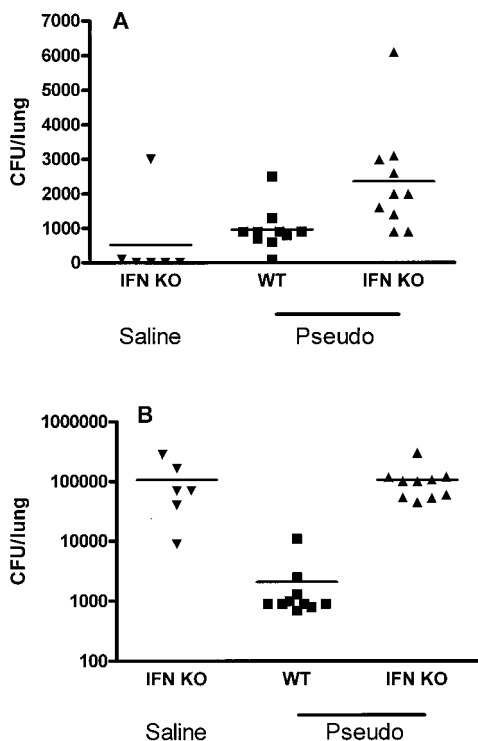 A
7000
6000
5000
4000
3000
2000
1000
0
CFU/lung
IFN KO WT IFN KO
Saline Pseudo
B
1000000
100000
10000
1000
100
CFU/lung
IFN KO WT IFN KO
Saline Pseudo